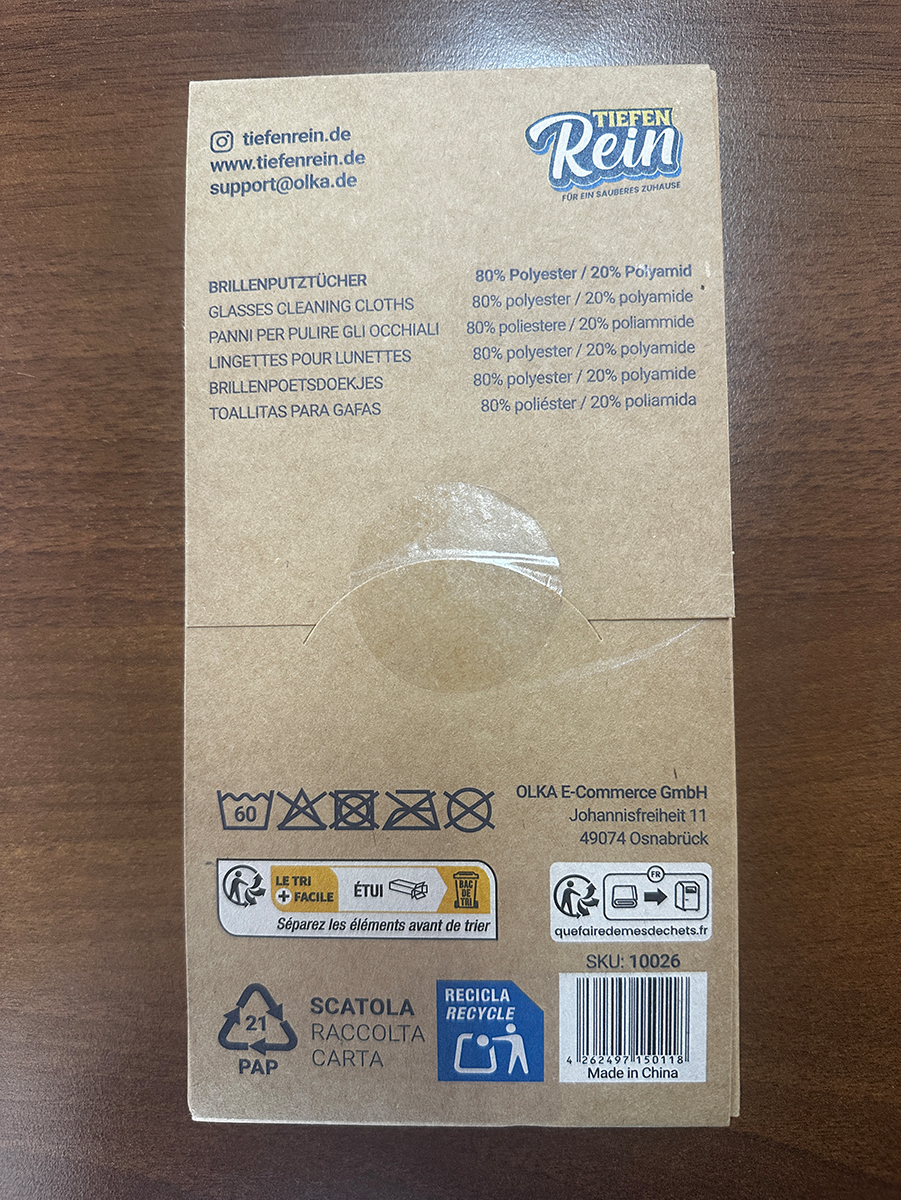 tiefenrein.de
www.tiefenrein.de
support@olka.de
TIEFEN
Rein
FÜR EIN SAUBERES ZUHAUSE
BRILLENPUTZTÜCHER 80% Polyester / 20% Polyamid
GLASSES CLEANING CLOTHS 80% polyester / 20% polyamide
PANNI PER PULIRE GLI OCCHIALI 80% poliestere / 20% poliammide
LINGETTES POUR LUNETTES 80% polyester / 20% polyamide
BRILLENPOETSDOEKJES 80% polyester / 20% polyamide
TOALLITAS PARA GAFAS 80% poliéster / 20% poliamida
60
OLKA E-Commerce GmbH
Johannisfreiheit 11
49074 Osnabrück
LE TRI
+ FACILE
ÉTUI
BAC
DE
TRI
Séparez les éléments avant de trier
FR
quefairedemesdechets.fr
SKU: 10026
21
PAP
SCATOLA
RACCOLTA
CARTA
RECICLA
RECYCLE
4 262497 150118
Made in China